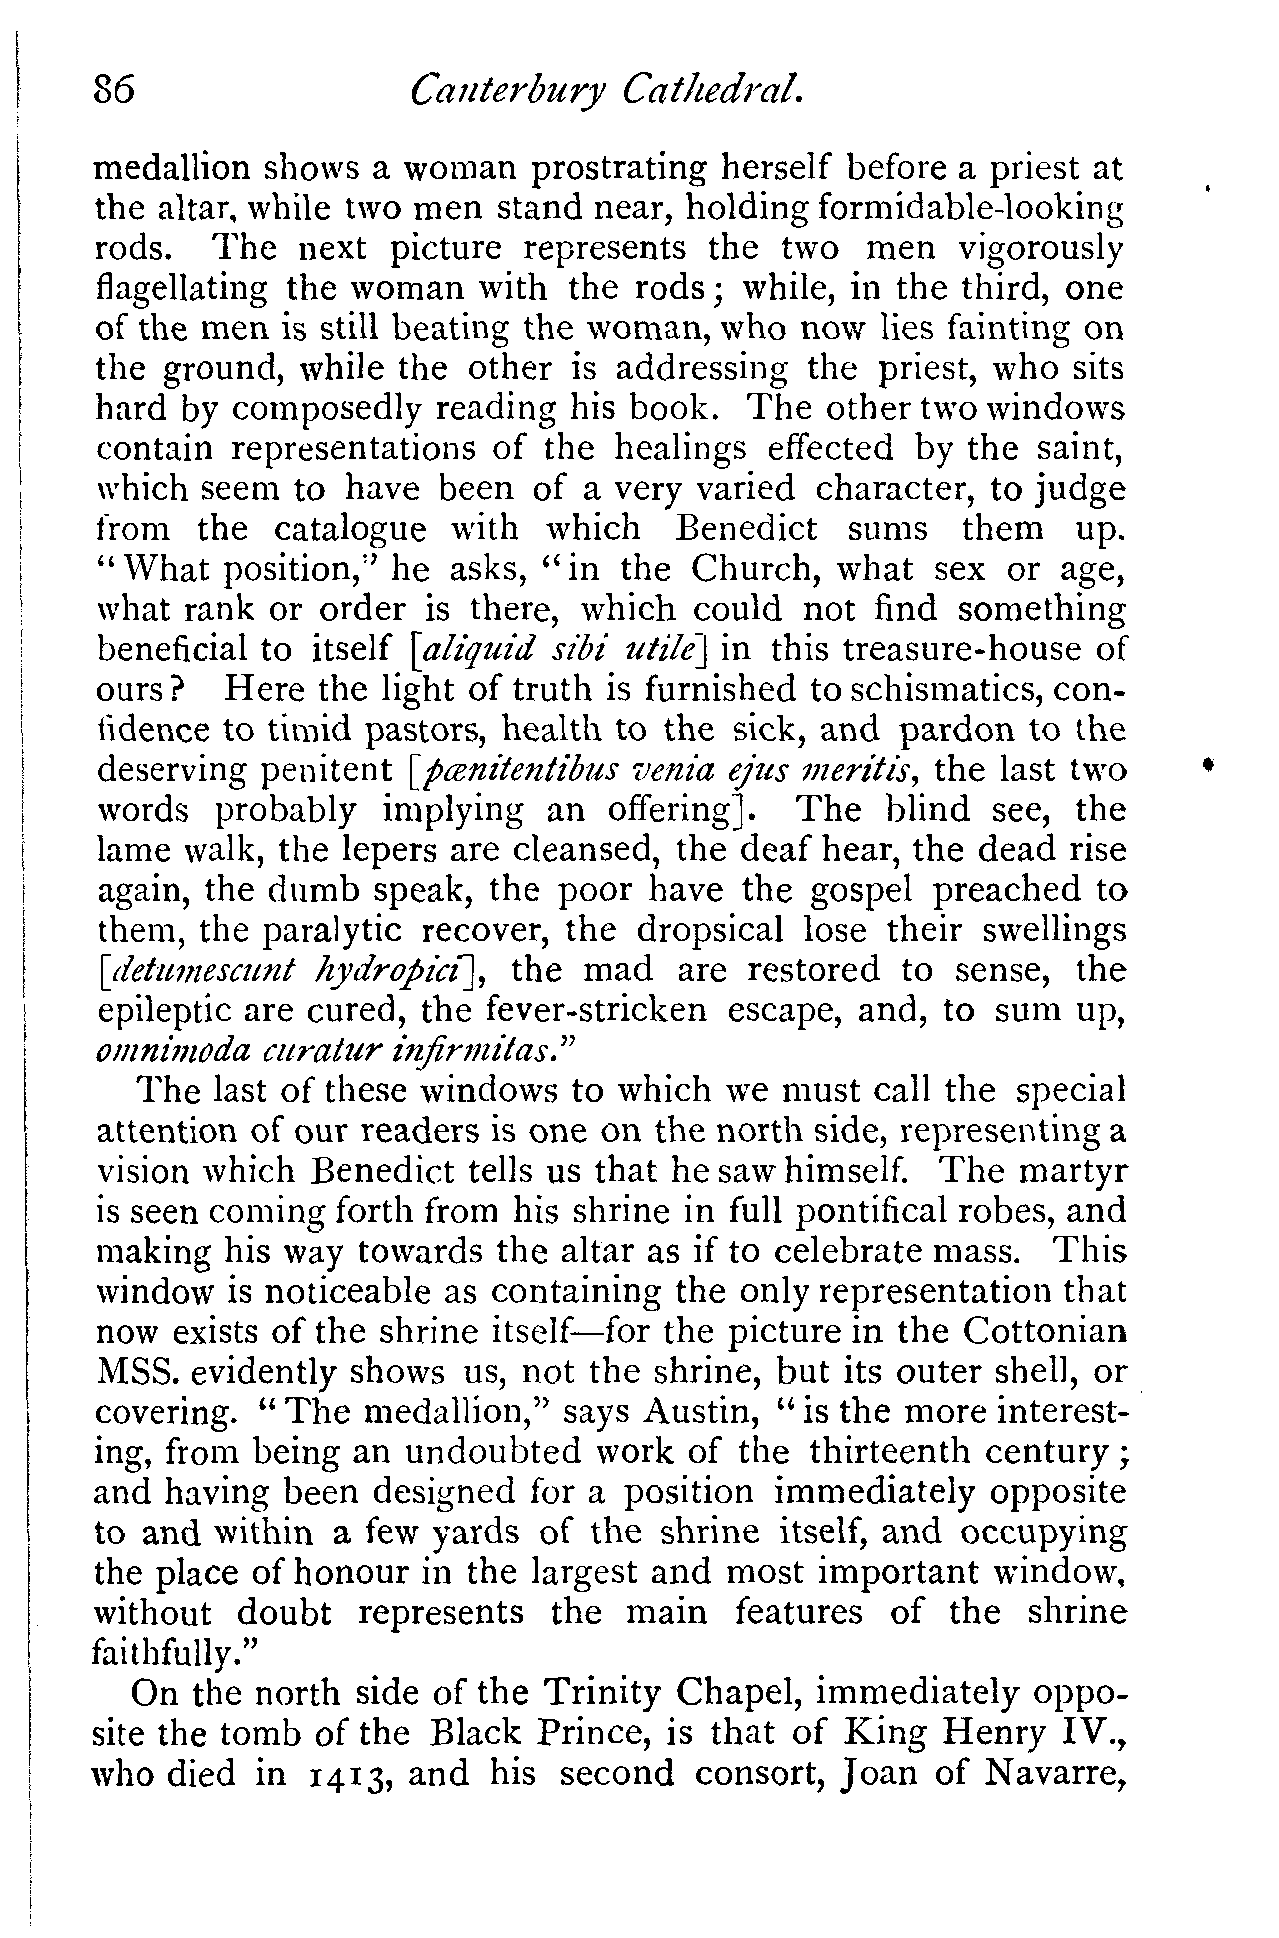 86 Canterbury Cathedral.
medallion shows a woman prostrating herself before a priest at
the altar, while two men stand near, holding formidable-looking
rods. The next picture represents the two men vigorously
flagellating the woman with the rods; while, in the third, one
of the men is still beating the woman, who now lies fainting on
the ground, while the other is addressing the priest, who sits
hard by composedly reading his book. The other two windows
contain representations of the healings effected by the saint,
which seem to have been of a very varied character, to judge
from the catalogue with which Benedict sums them up.
“What position,” he asks, “in the Church, what sex or age,
what rank or order is there, which could not find something
beneficial to itself [aliquid sibi utile] in this treasure-house of
ours? Here the light of truth is furnished to schismatics, con-
fidence to timid pastors, health to the sick, and pardon to the
deserving penitent [pœnitentibus venia ejus meritis, the last two
words probably implying an offering]. The blind see, the
lame walk, the lepers are cleansed, the deaf hear, the dead rise
again, the dumb speak, the poor have the gospel preached to
them, the paralytic recover, the dropsical lose their swellings
[detumescunt hydropici], the mad are restored to sense, the
epileptic are cured, the fever-stricken escape, and, to sum up,
omnimoda curatur infirmitas.”
The last of these windows to which we must call the special
attention of our readers is one on the north side, representing a
vision which Benedict tells us that he saw himself. The martyr
is seen coming forth from his shrine in full pontifical robes, and
making his way towards the altar as if to celebrate mass. This
window is noticeable as containing the only representation that
now exists of the shrine itself—for the picture in the Cottonian
MSS. evidently shows us, not the shrine, but its outer shell, or
covering. “The medallion,” says Austin, “is the more interest-
ing, from being an undoubted work of the thirteenth century;
and having been designed for a position immediately opposite
to and within a few yards of the shrine itself, and occupying
the place of honour in the largest and most important window,
without doubt represents the main features of the shrine
faithfully.”
On the north side of the Trinity Chapel, immediately oppo-
site the tomb of the Black Prince, is that of King Henry IV.,
who died in 1413, and his second consort, Joan of Navarre,